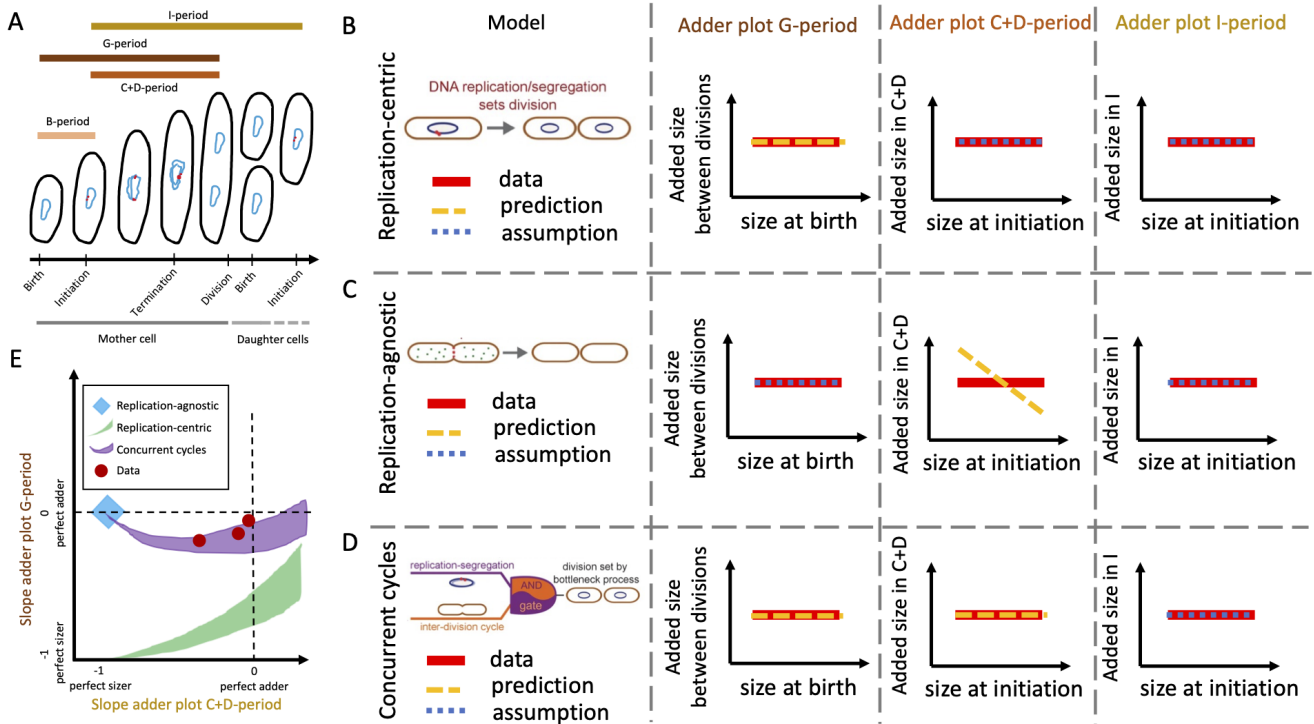 A
I-period
G-period
C+D-period
B-period
Birth
Initiation
Termination
Division
Birth
Initiation
Mother cell
Daughter cells
E
Replication-agnostic
Replication-centric
Concurrent cycles
Data
Slope adder plot G-period
0
perfect adder
-1
perfect sizer
-1
perfect sizer
0
perfect adder
Slope adder plot C+D-period
Model
Adder plot G-period
Adder plot C+D-period
Adder plot I-period
B
Replication-centric
DNA replication/segregation
sets division
data
prediction
assumption
Added size
between divisions
size at birth
Added size in C+D
size at initiation
Added size in I
size at initiation
C
Replication-agnostic
data
prediction
assumption
Added size
between divisions
size at birth
Added size in C+D
size at initiation
Added size in I
size at initiation
D
Concurrent cycles
replication-segregation
AND
gate
inter-division cycle
division set by
bottleneck process
data
prediction
assumption
Added size
between divisions
size at birth
Added size in C+D
size at initiation
Added size in I
size at initiation